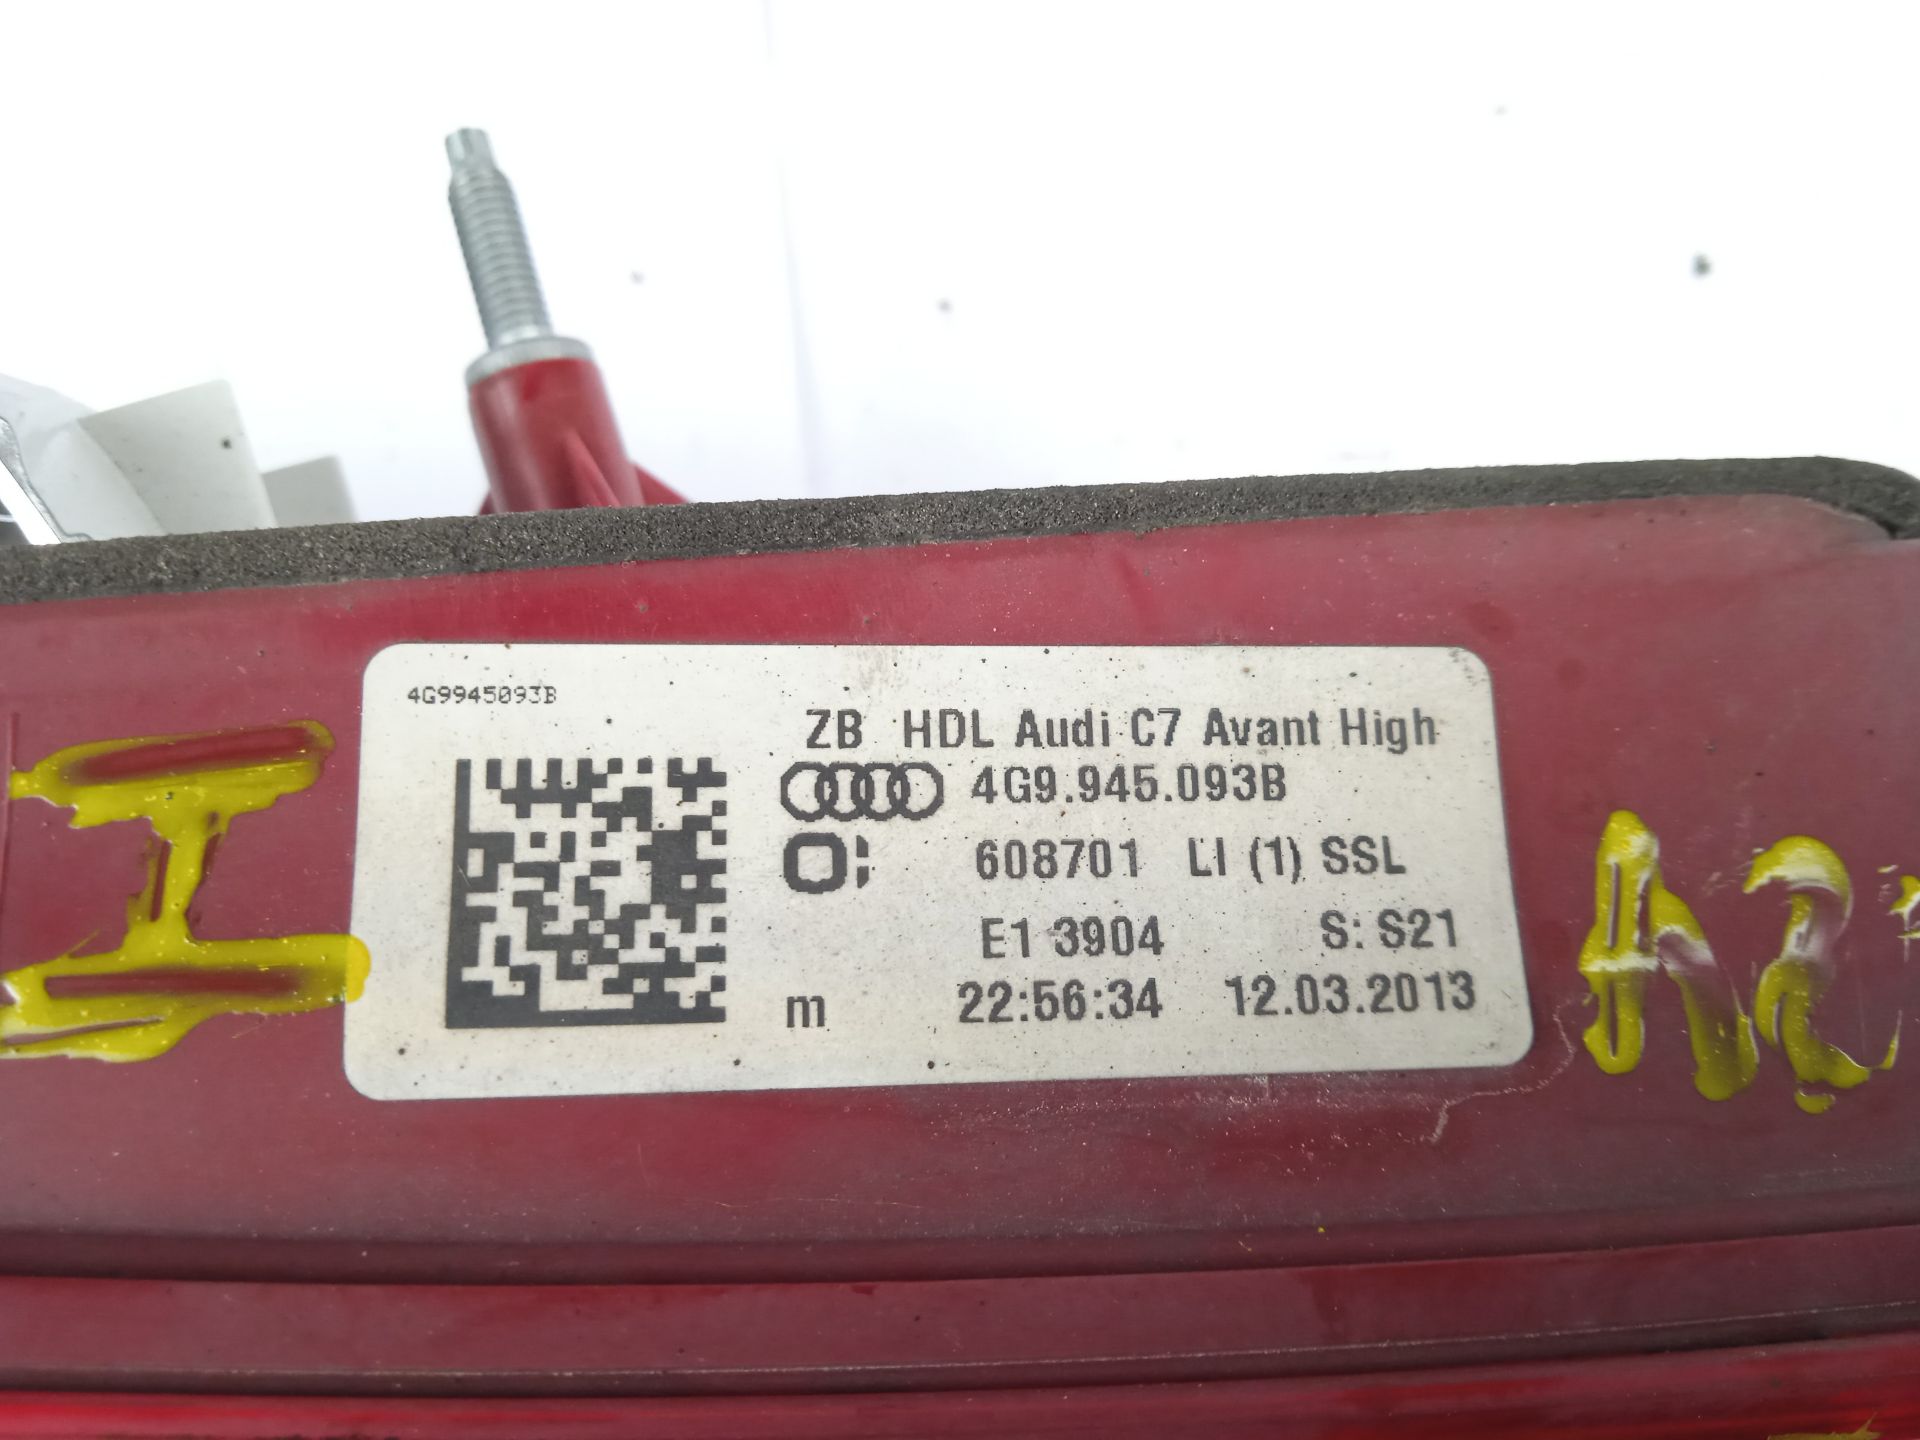 4G9945093B
ZB HDL Audi C7 Avant High
4G9.945.093B
608701 LI (1) SSL
E1 3904 S: S21
m 22:56:34 12.03.2013
I